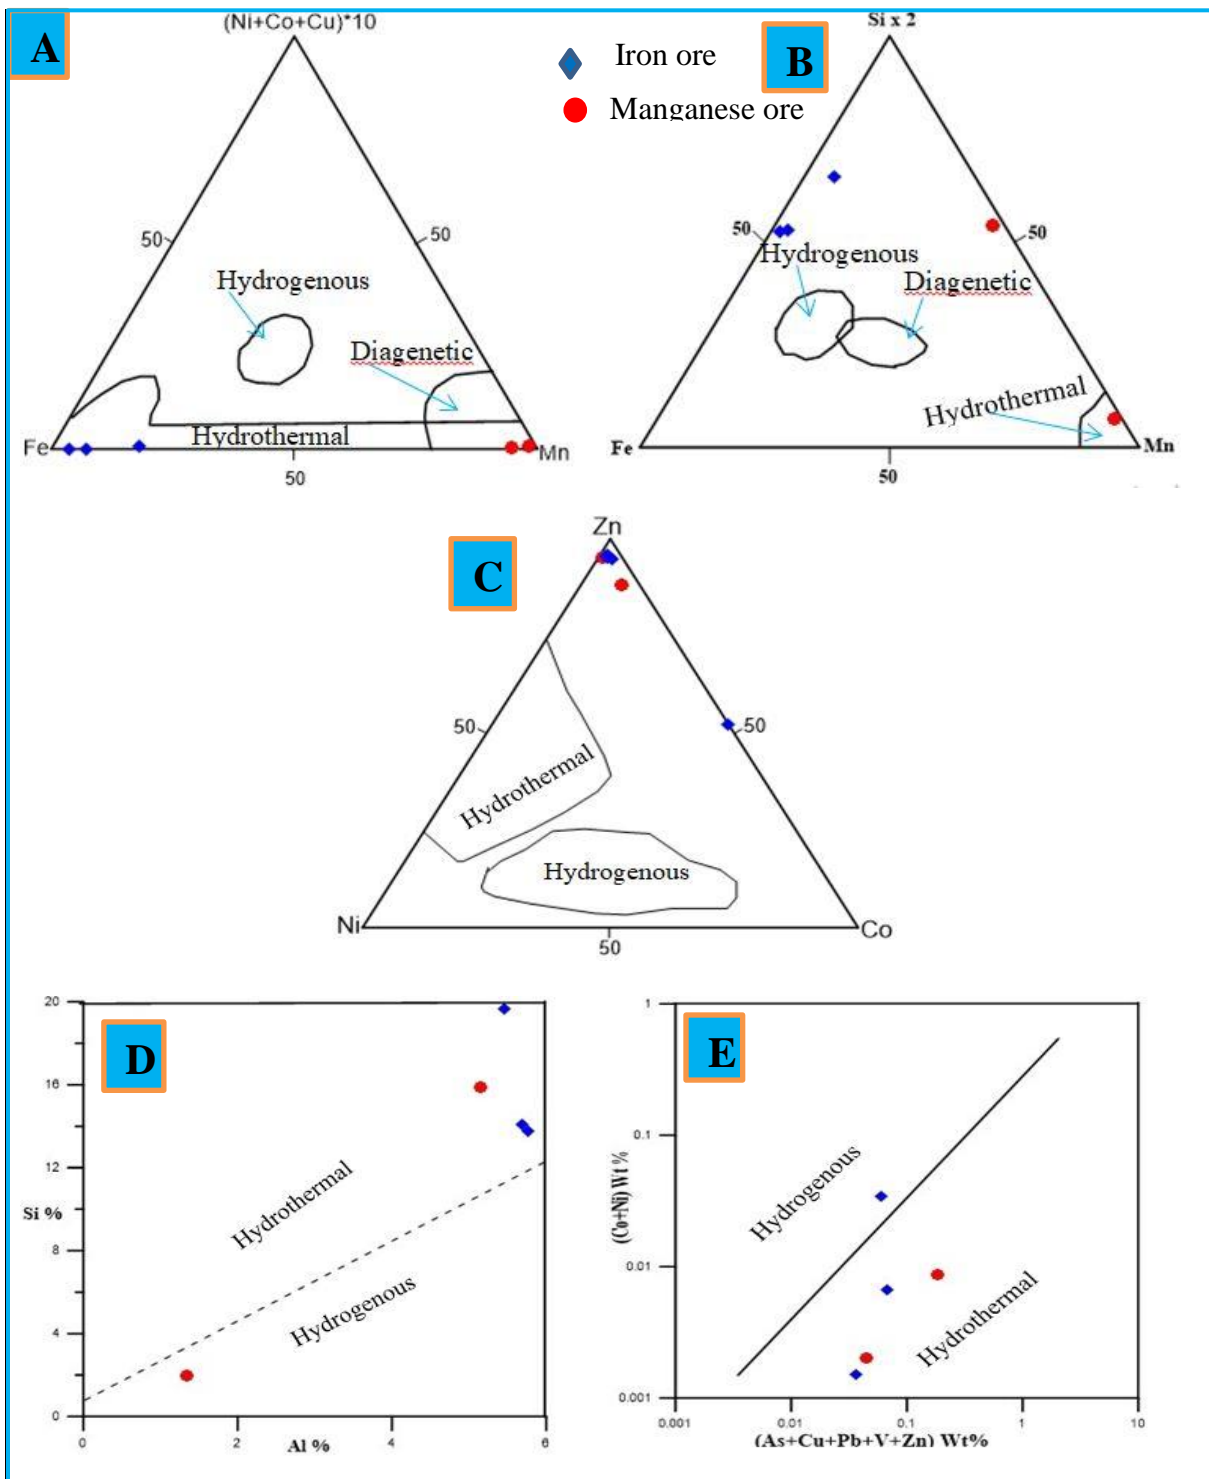 A
(Ni+Co+Cu)*10
Iron ore
Manganese ore
50
50
Hydrogenous
Diagenetic
Hydrothermal
Fe
Mn
50
B
Si x 2
50
50
Hydrogenous
Diagenetic
Hydrothermal
Fe
Mn
50
C
Zn
50
50
Hydrothermal
Hydrogenous
Ni
Co
50
D
20
16
12
Si %
8
4
0
Hydrothermal
Hydrogenous
0
2
4
6
Al %
E
1
0.1
0.01
0.001
(Co+Ni) Wt %
Hydrogenous
Hydrothermal
0.001
0.01
0.1
1
10
(As+Cu+Pb+V+Zn) Wt%